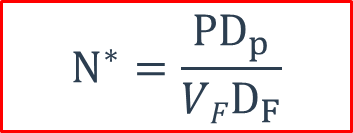 N* = PD_p / V_F D_F